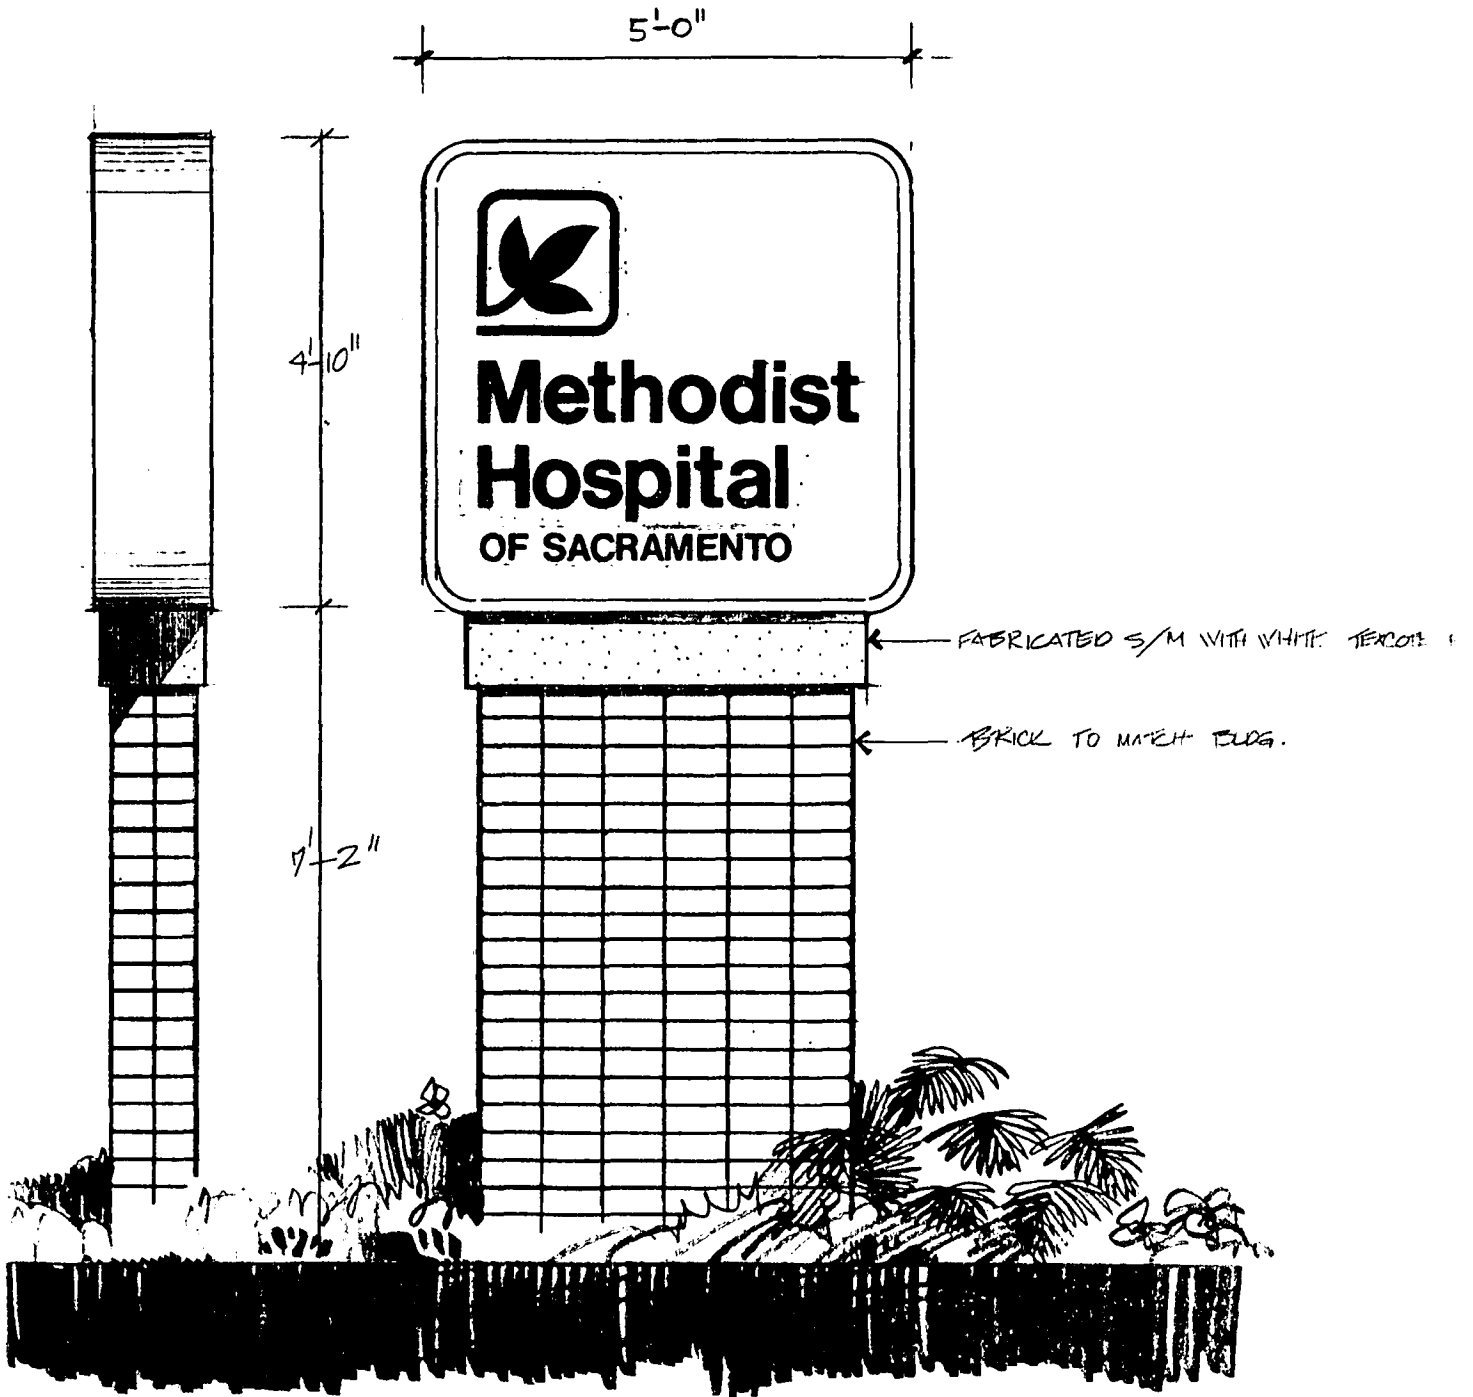 5'-0"
4'-10"
Methodist
Hospital
OF SACRAMENTO
FABRICATED S/M WITH WHITE
BRICK TO MATCH BLDG.
7'-2"